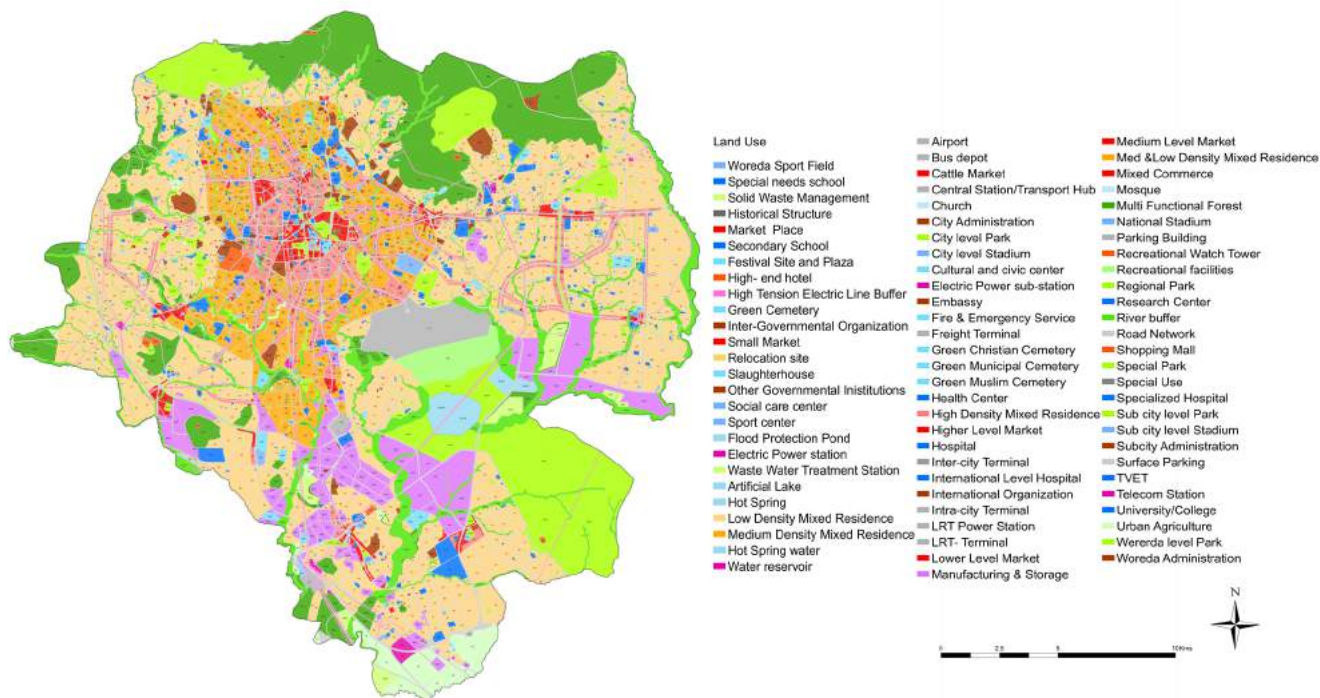 Land Use
Woreda Sport Field
Special needs school
Solid Waste Management
Historical Structure
Market Place
Secondary School
Festival Site and Plaza
High- end hotel
High Tension Electric Line Buffer
Green Cemetery
Inter-Governmental Organization
Small Market
Relocation site
Slaughterhouse
Other Governmental Inistitutions
Social care center
Sport center
Flood Protection Pond
Electric Power station
Waste Water Treatment Station
Artificial Lake
Hot Spring
Low Density Mixed Residence
Medium Density Mixed Residence
Hot Spring water
Water reservoir
Airport
Bus depot
Cattle Market
Central Station/Transport Hub
Church
City Administration
City level Park
City level Stadium
Cultural and civic center
Electric Power sub-station
Embassy
Fire & Emergency Service
Freight Terminal
Green Christian Cemetery
Green Municipal Cemetery
Green Muslim Cemetery
Health Center
High Density Mixed Residence
Higher Level Market
Hospital
Inter-city Terminal
International Level Hospital
International Organization
Intra-city Terminal
LRT Power Station
LRT- Terminal
Lower Level Market
Manufacturing & Storage
Medium Level Market
Med &Low Density Mixed Residence
Mixed Commerce
Mosque
Multi Functional Forest
National Stadium
Parking Building
Recreational Watch Tower
Recreational facilities
Regional Park
Research Center
River buffer
Road Network
Shopping Mall
Special Park
Special Use
Specialized Hospital
Sub city level Park
Sub city level Stadium
Subcity Administration
Surface Parking
TVET
Telecom Station
University/College
Urban Agriculture
Wererda level Park
Woreda Administration
N
0 2.5 5 10 Kms